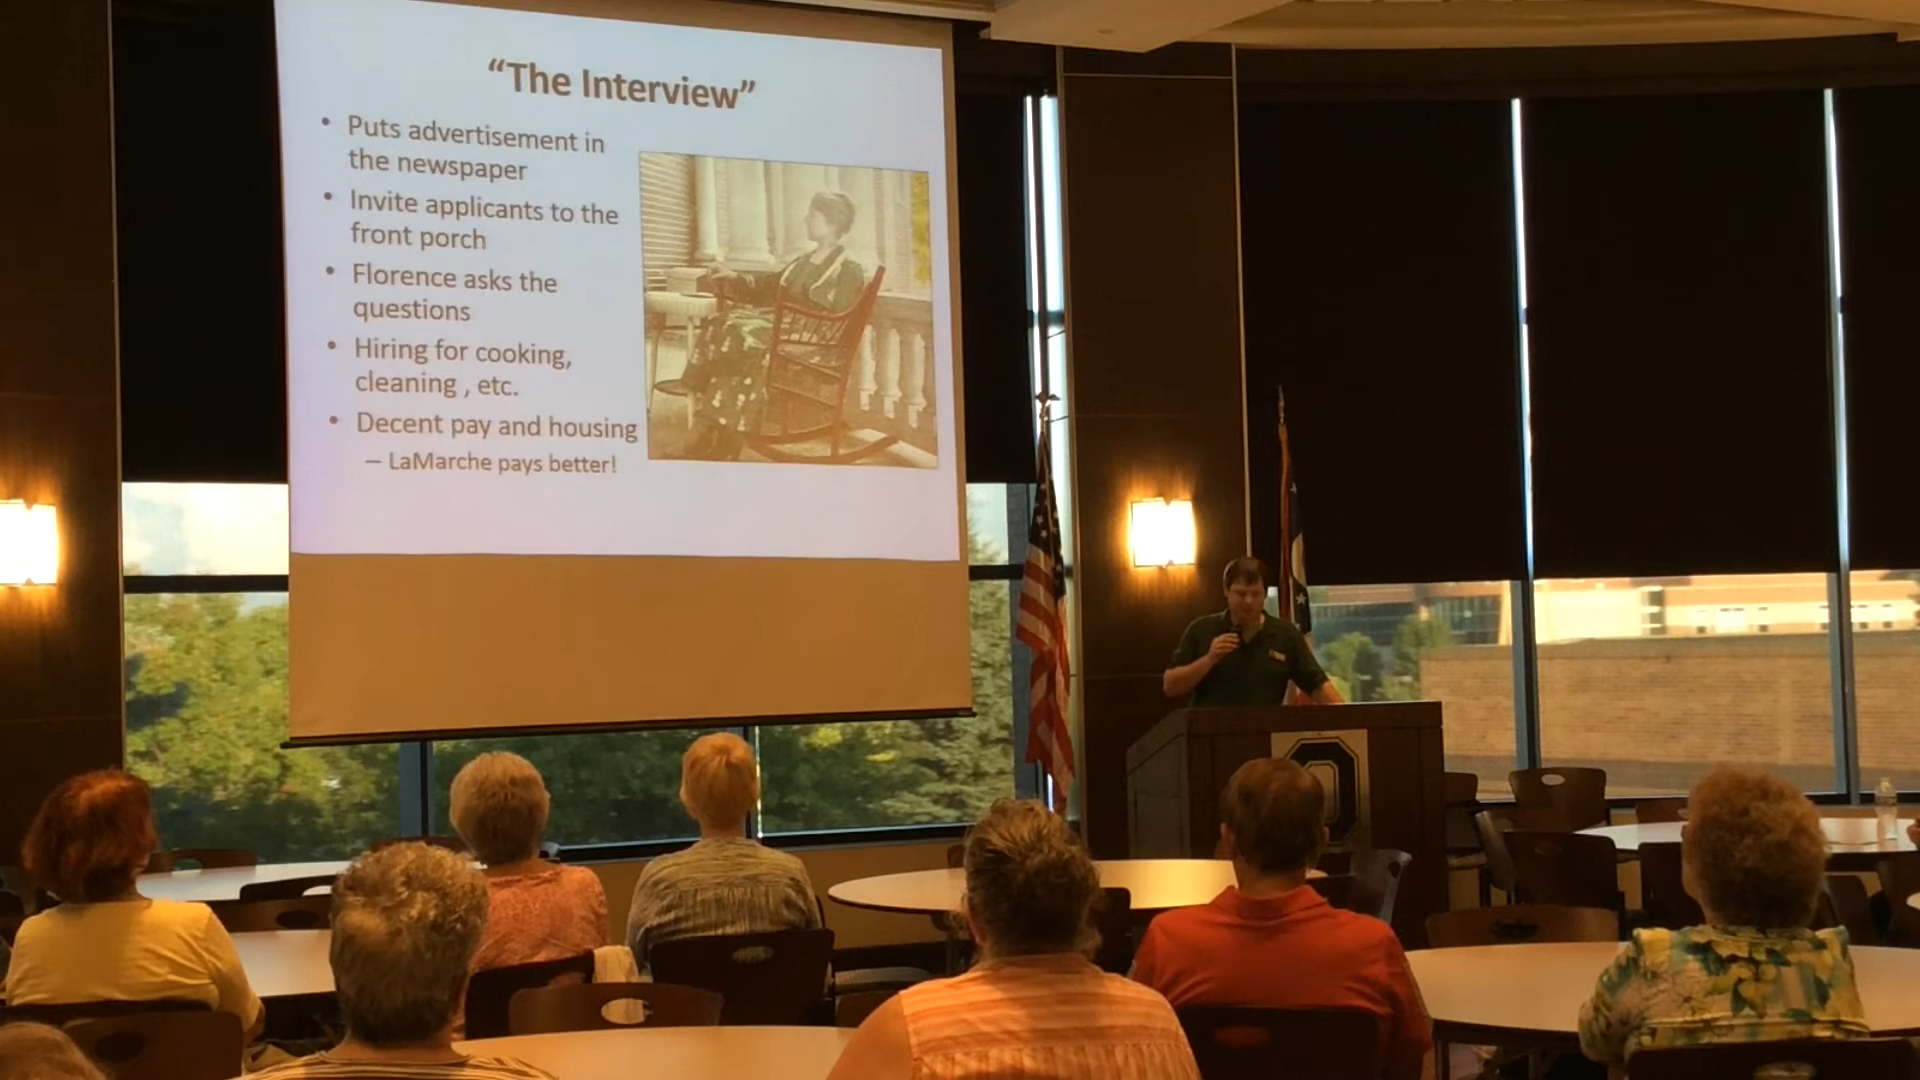 “The Interview”
• Puts advertisement in
the newspaper
• Invite applicants to the
front porch
• Florence asks the
questions
• Hiring for cooking,
cleaning , etc.
• Decent pay and housing
– LaMarche pays better!
O